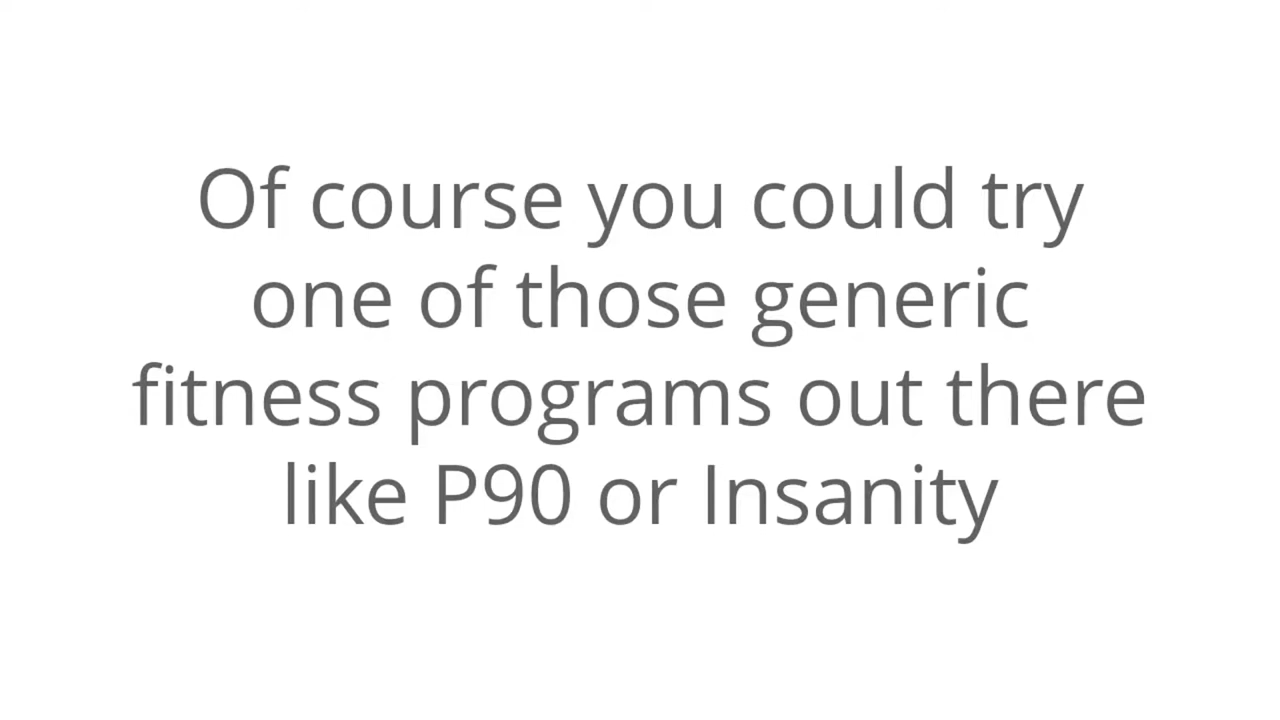 Of course you could try
one of those generic
fitness programs out there
like P90 or Insanity